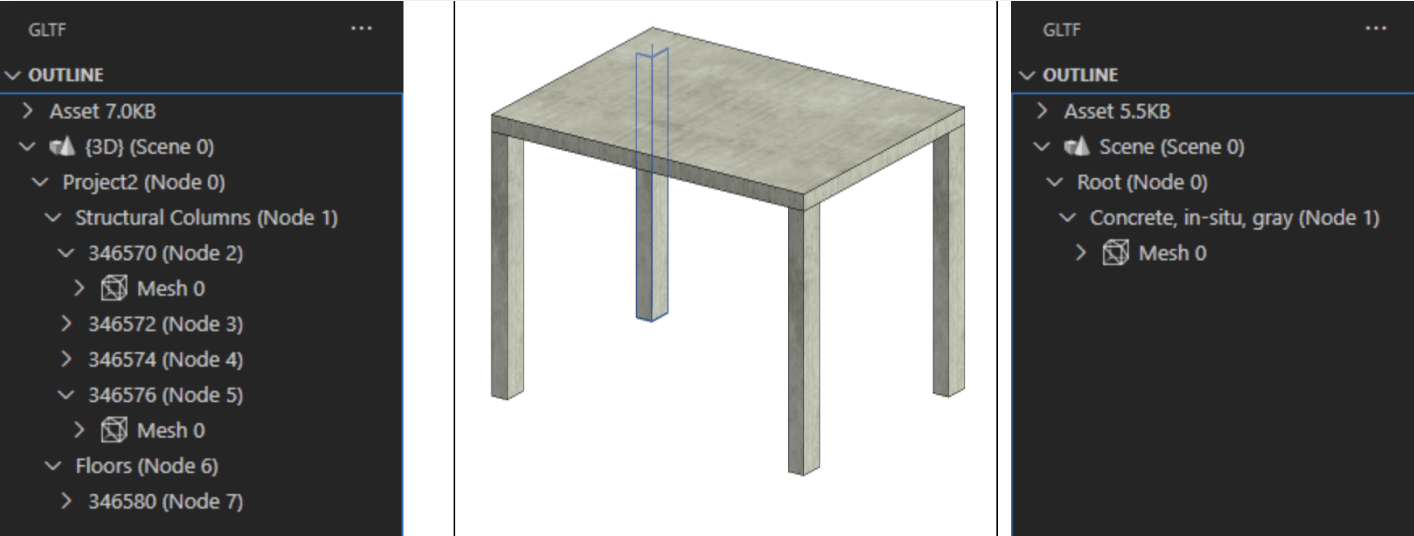 GLTF
OUTLINE
Asset 7.0KB
{3D} (Scene 0)
Project2 (Node 0)
Structural Columns (Node 1)
346570 (Node 2)
Mesh 0
346572 (Node 3)
346574 (Node 4)
346576 (Node 5)
Mesh 0
Floors (Node 6)
346580 (Node 7)
GLTF
OUTLINE
Asset 5.5KB
Scene (Scene 0)
Root (Node 0)
Concrete, in-situ, gray (Node 1)
Mesh 0